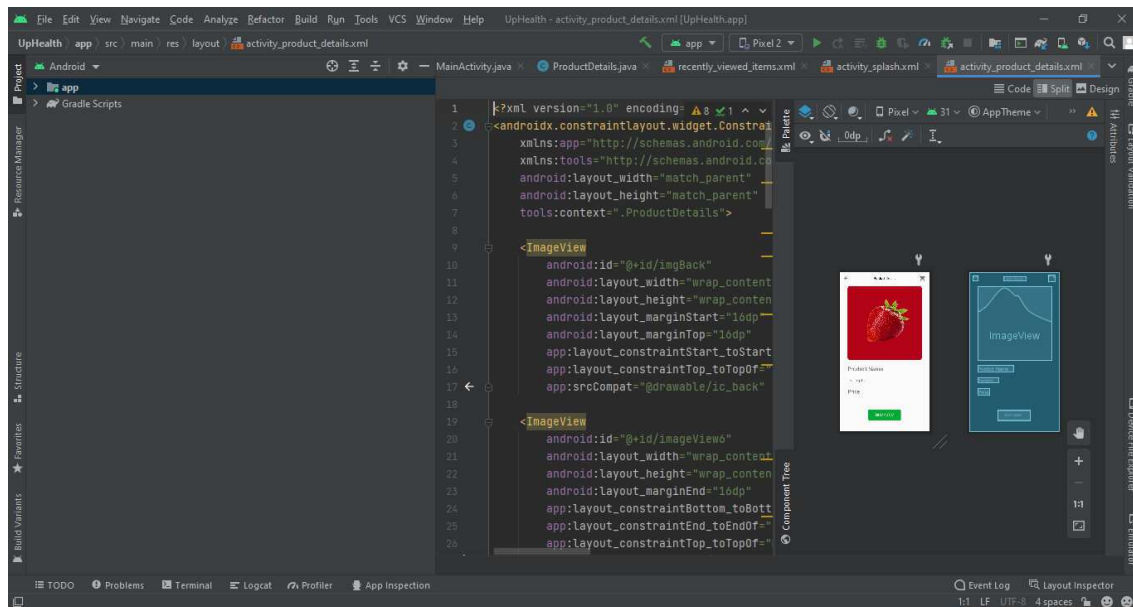 File Edit View Navigate Code Analyze Refactor Build Run Tools VCS Window Help UpHealth - activity_product_details.xml [UpHealth.app]
UpHealth app src main res layout activity_product_details.xml app Pixel 2
Project Android MainActivity.java ProductDetails.java recently_viewed_items.xml activity_splash.xml activity_product_details.xml
app Code Split Design
Gradle Scripts
Resource Manager
Structure
Favorites
Build Variants
1 <?xml version="1.0" encoding= 8 1
2 <androidx.constraintlayout.widget.Constrai
3 xmlns:app="http://schemas.android.com/
4 xmlns:tools="http://schemas.android.co
5 android:layout_width="match_parent"
6 android:layout_height="match_parent"
7 tools:context=".ProductDetails">
8
9 <ImageView
10 android:id="@+id/imgBack"
11 android:layout_width="wrap_content
12 android:layout_height="wrap_conten
13 android:layout_marginStart="16dp"
14 android:layout_marginTop="16dp"
15 app:layout_constraintStart_toStart
16 app:layout_constraintTop_toTopOf="
17 app:srcCompat="@drawable/ic_back"
18
19 <ImageView
20 android:id="@+id/imageView6"
21 android:layout_width="wrap_content
22 android:layout_height="wrap_conten
23 android:layout_marginEnd="16dp"
24 app:layout_constraintBottom_toBott
25 app:layout_constraintEnd_toEndOf="
26 app:layout_constraintTop_toTopOf="
Palette
Component Tree
Pixel 31 AppTheme
0dp
Product Name
Price
ImageView
1:1
Attributes
Layout Validation
Device File Explorer
Emulator
TODO Problems Terminal Logcat Profiler App Inspection Event Log Layout Inspector
1:1 LF UTF-8 4 spaces